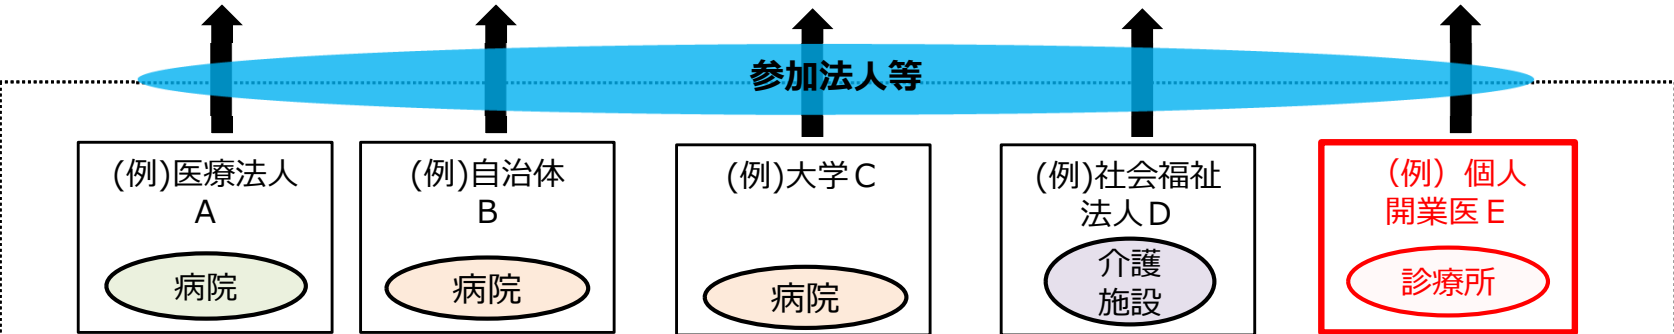 参加法人等
(例)医療法人
A
病院
(例)自治体
B
病院
(例)大学C
病院
(例)社会福祉
法人D
介護
施設
（例）個人
開業医E
診療所